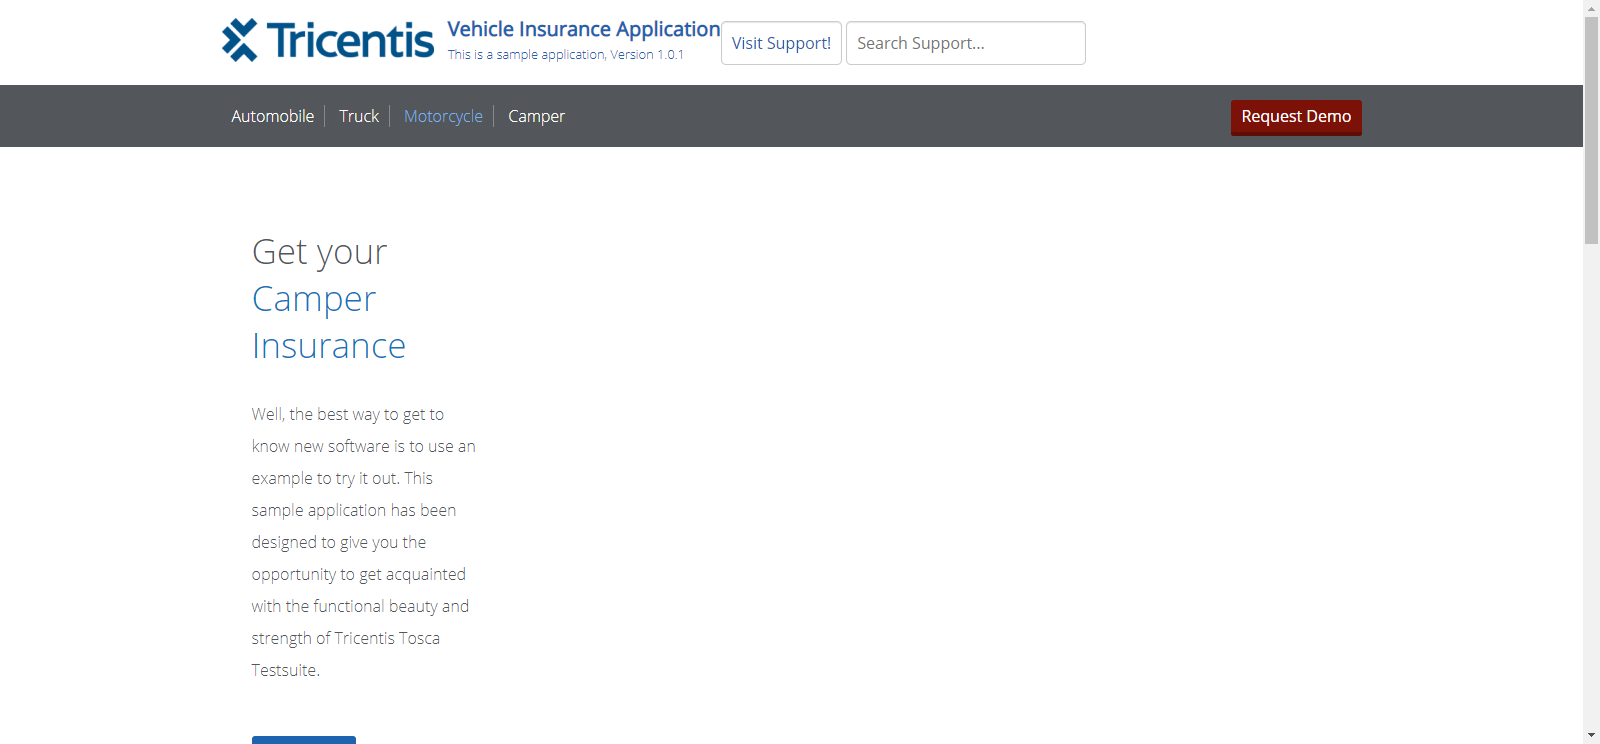 Tricentis
Vehicle Insurance Application
This is a sample application, Version 1.0.1
Visit Support!
Search Support...
Automobile
Truck
Motorcycle
Camper
Request Demo
Get your
Camper
Insurance
Well, the best way to get to
know new software is to use an
example to try it out. This
sample application has been
designed to give you the
opportunity to get acquainted
with the functional beauty and
strength of Tricentis Tosca
Testsuite.